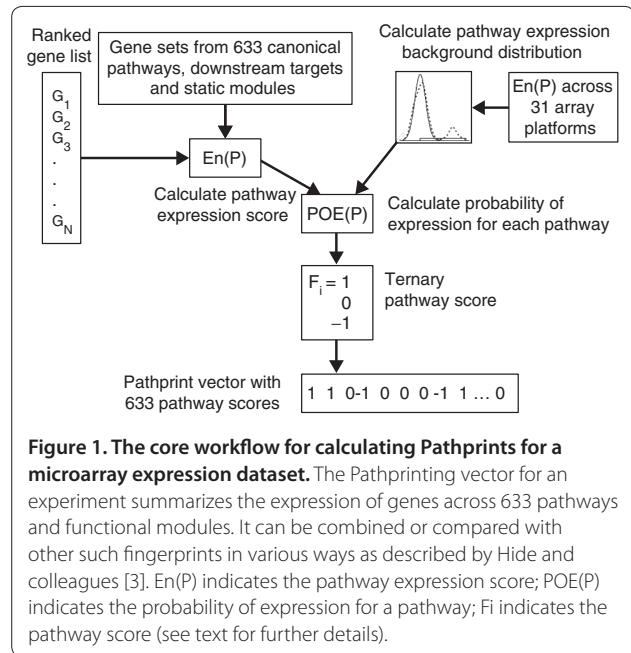 Ranked
gene list
G1
G2
G3
.
.
.
GN
Gene sets from 633 canonical
pathways, downstream targets
and static modules
Calculate pathway expression
background distribution
En(P) across
31 array
platforms
En(P)
Calculate pathway
expression score
POE(P)
Calculate probability of
expression for each pathway
Fi = 1
0
−1
Ternary
pathway score
Pathprint vector with
633 pathway scores
1 1 0-1 0 0 0 -1 1 ... 0
Figure 1. The core workflow for calculating Pathprints for a
microarray expression dataset. The Pathprinting vector for an
experiment summarizes the expression of genes across 633 pathways
and functional modules. It can be combined or compared with
other such fingerprints in various ways as described by Hide and
colleagues [3]. En(P) indicates the pathway expression score; POE(P)
indicates the probability of expression for a pathway; Fi indicates the
pathway score (see text for further details).